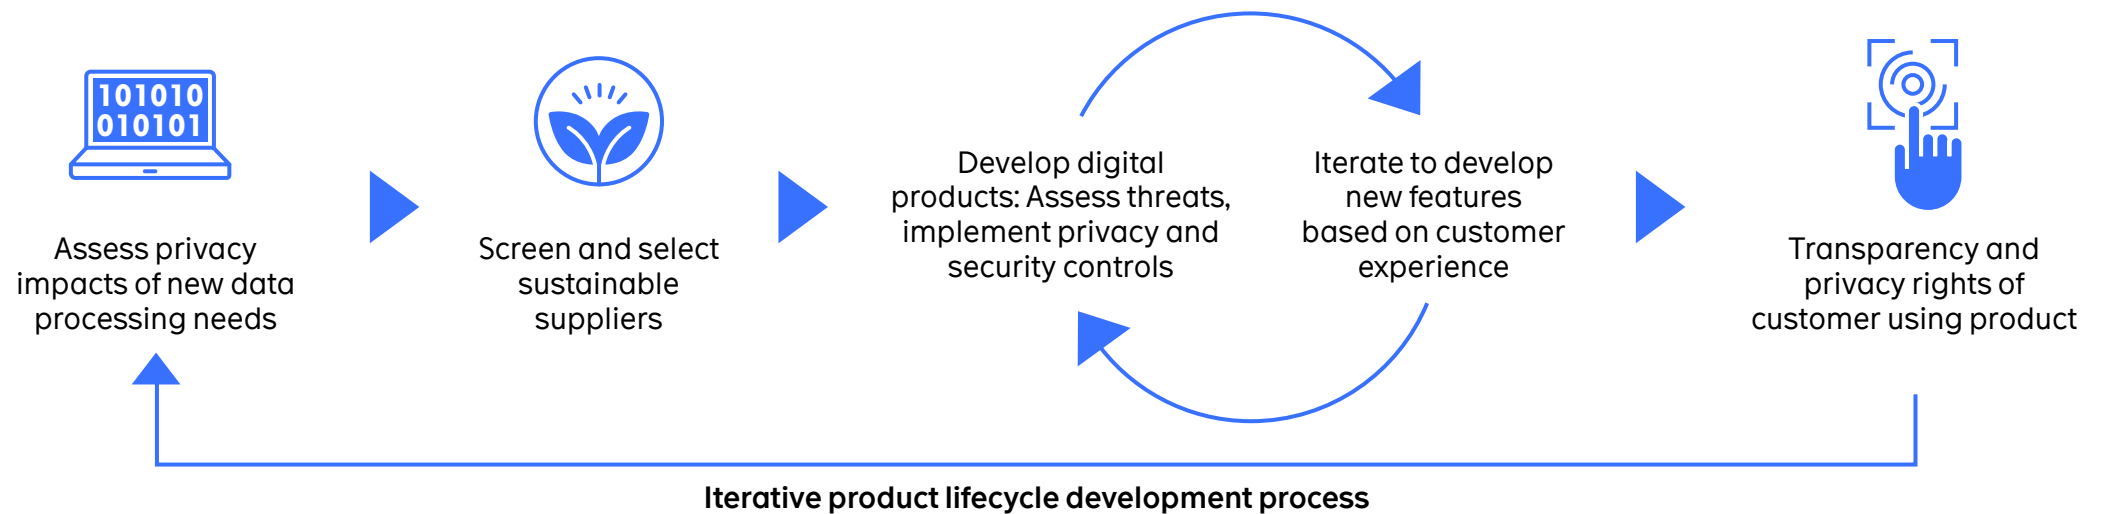 101010
010101
Assess privacy
impacts of new data
processing needs
Screen and select
sustainable
suppliers
Develop digital
products: Assess threats,
implement privacy and
security controls
Iterate to develop
new features
based on customer
experience
Transparency and
privacy rights of
customer using product
Iterative product lifecycle development process